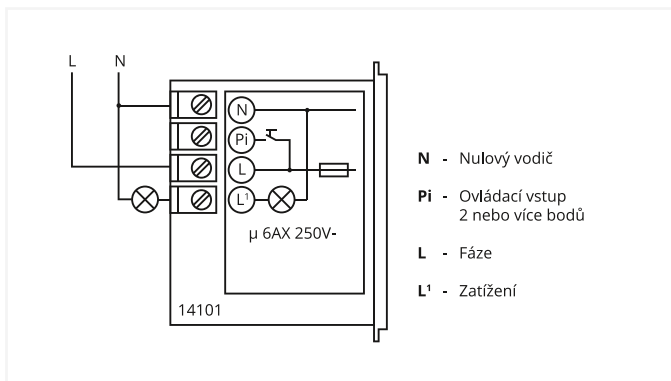 L N
N
Pi
L
L¹
µ 6AX 250V-
14101
N - Nulový vodič
Pi - Ovládací vstup
2 nebo více bodů
L - Fáze
L¹ - Zatížení